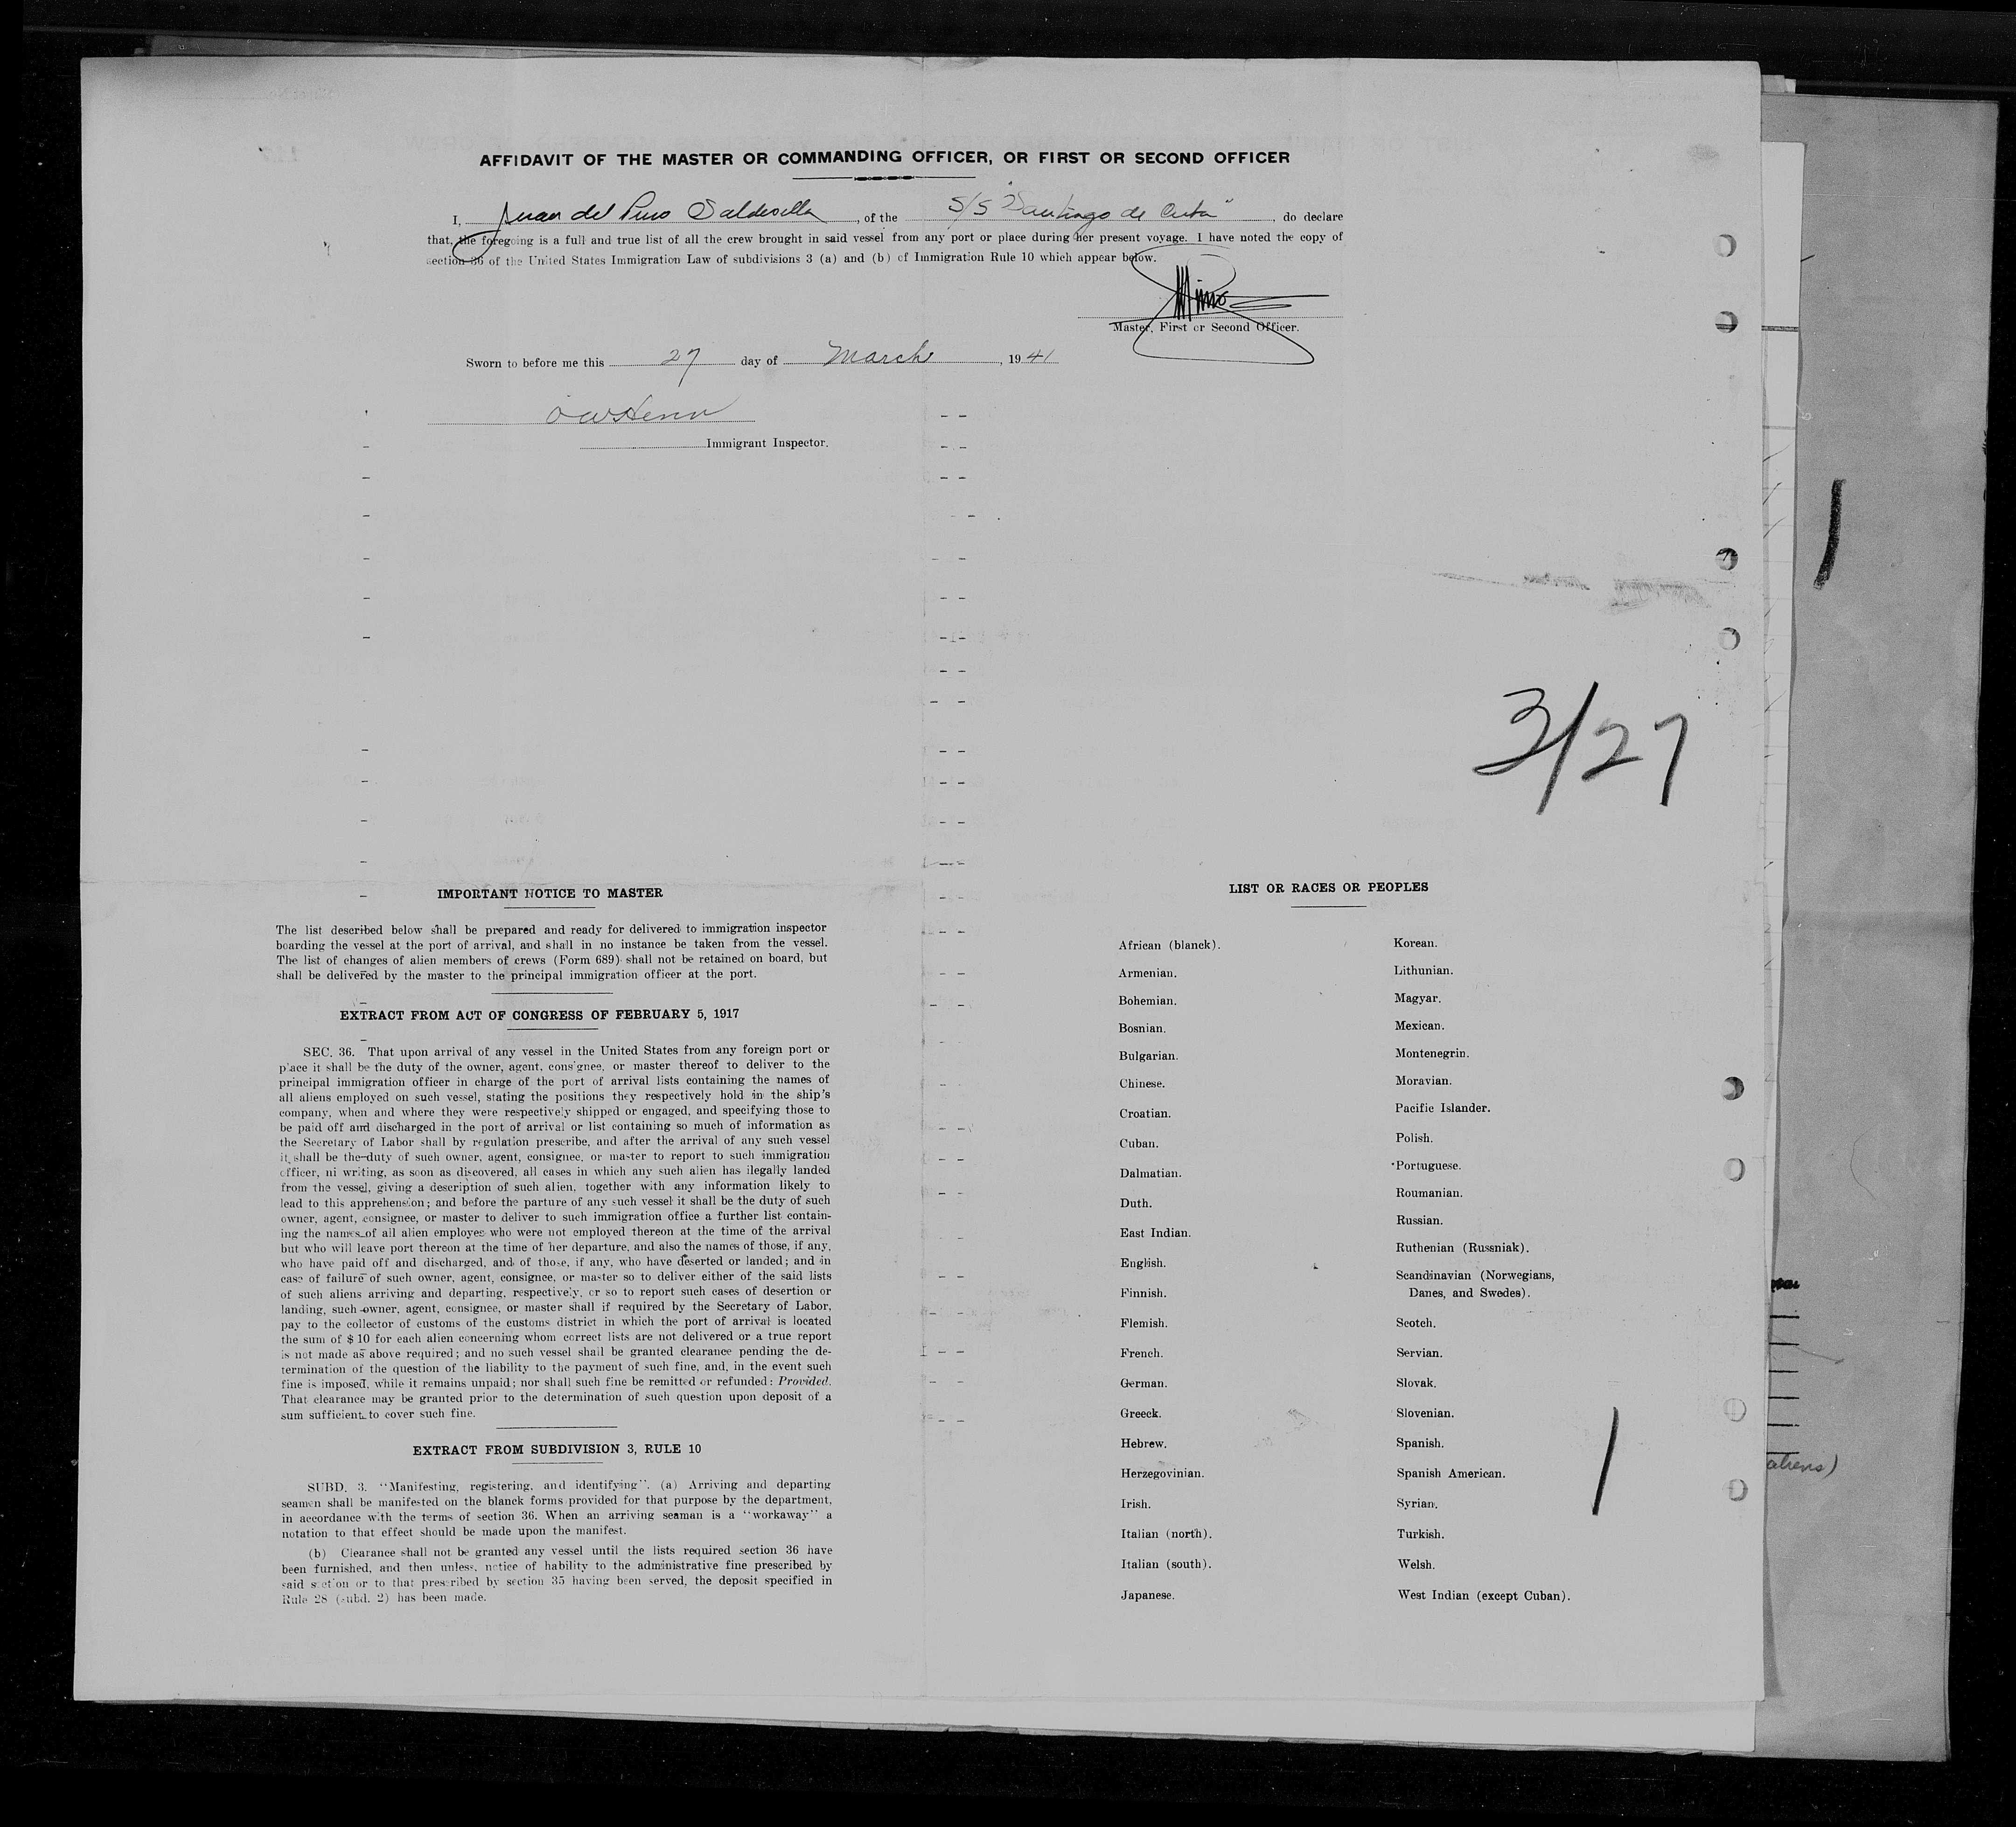 AFFIDAVIT OF THE MASTER OR COMMANDING OFFICER, OR FIRST OR SECOND OFFICER
I, Juan del Pino Saldevilla, of the S/S "Santiago de Cuba", do declare
that, the foregoing is a full and true list of all the crew brought in said vessel from any port or place during her present voyage. I have noted the copy of
section 36 of the United States Immigration Law of subdivisions 3 (a) and (b) of Immigration Rule 10 which appear below.
Master, First or Second Officer.
Sworn to before me this 27 day of March, 1941
Immigrant Inspector.
3/27
IMPORTANT NOTICE TO MASTER
The list described below shall be prepared and ready for delivered to immigration inspector
boarding the vessel at the port of arrival, and shall in no instance be taken from the vessel.
The list of changes of alien members of crews (Form 689) shall not be retained on board, but
shall be delivered by the master to the principal immigration officer at the port.
EXTRACT FROM ACT OF CONGRESS OF FEBRUARY 5, 1917
SEC. 36. That upon arrival of any vessel in the United States from any foreign port or
place it shall be the duty of the owner, agent, consignee, or master thereof to deliver to the
principal immigration officer in charge of the port of arrival lists containing the names of
all aliens employed on such vessel, stating the positions they respectively hold in the ship's
company, when and where they were respectively shipped or engaged, and specifying those to
be paid off and discharged in the port of arrival or list containing so much of information as
the Secretary of Labor shall by regulation prescribe, and after the arrival of any such vessel
it shall be the duty of such owner, agent, consignee, or master to report to such immigration
officer, ni writing, as soon as discovered, all cases in which any such alien has ilegally landed
from the vessel, giving a description of such alien, together with any information likely to
lead to this apprehension; and before the parture of any such vessel it shall be the duty of such
owner, agent, consignee, or master to deliver to such immigration office a further list contain-
ing the names of all alien employes who were not employed thereon at the time of the arrival
but who will leave port thereon at the time of her departure, and also the names of those, if any,
who have paid off and discharged, and of those, if any, who have deserted or landed; and in
case of failure of such owner, agent, consignee, or master so to deliver either of the said lists
of such aliens arriving and departing, respectively, or so to report such cases of desertion or
landing, such owner, agent, consignee, or master shall if required by the Secretary of Labor,
pay to the collector of customs of the customs district in which the port of arrival is located
the sum of $ 10 for each alien concerning whom correct lists are not delivered or a true report
is not made as above required; and no such vessel shall be granted clearance pending the de-
termination of the question of the liability to the payment of such fine, and, in the event such
fine is imposed, while it remains unpaid; nor shall such fine be remitted or refunded: Provided.
That clearance may be granted prior to the determination of such question upon deposit of a
sum sufficient to cover such fine.
EXTRACT FROM SUBDIVISION 3, RULE 10
SUBD. 3. "Manifesting, registering, and identifying". (a) Arriving and departing
seamen shall be manifested on the blanck forms provided for that purpose by the department,
in accordance with the terms of section 36. When an arriving seaman is a "workaway" a
notation to that effect should be made upon the manifest.
(b) Clearance shall not be granted any vessel until the lists required section 36 have
been furnished, and then unless, notice of hability to the administrative fine prescribed by
said section or to that prescribed by section 35 having been served, the deposit specified in
Rule 28 (subd. 2) has been made.
LIST OR RACES OR PEOPLES
African (blanck).
Armenian.
Bohemian.
Bosnian.
Bulgarian.
Chinese.
Croatian.
Cuban.
Dalmatian.
Duth.
East Indian.
English.
Finnish.
Flemish.
French.
German.
Greeck.
Hebrew.
Herzegovinian.
Irish.
Italian (north).
Italian (south).
Japanese.
Korean.
Lithunian.
Magyar.
Mexican.
Montenegrin.
Moravian.
Pacific Islander.
Polish.
Portuguese.
Roumanian.
Russian.
Ruthenian (Russniak).
Scandinavian (Norwegians,
Danes, and Swedes).
Scotch.
Servian.
Slovak.
Slovenian.
Spanish.
Spanish American.
Syrian.
Turkish.
Welsh.
West Indian (except Cuban).
aliens)